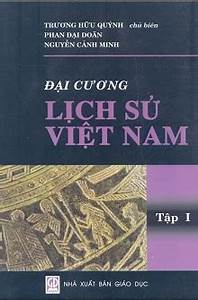 TRƯƠNG HỮU QUÝNH chủ biên
PHAN ĐẠI DOÃN
NGUYỄN CẢNH MINH
ĐẠI CƯƠNG
LỊCH SỬ
VIỆT NAM
Tập I
NHÀ XUẤT BẢN GIÁO DỤC